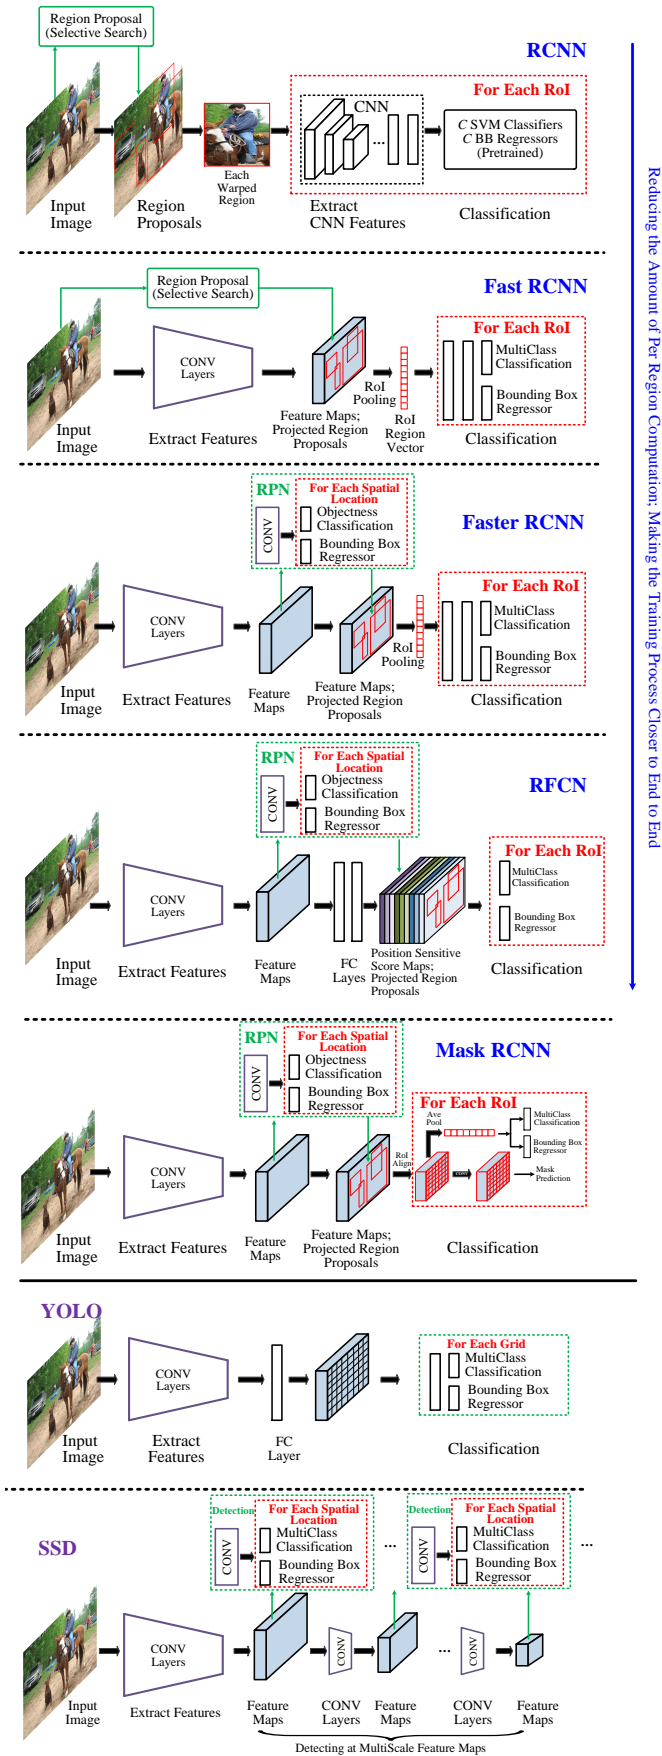 Region Proposal
(Selective Search)
RCNN
For Each RoI
CNN
...
C SVM Classifiers
C BB Regressors
(Pretrained)
Input
Image
Region
Proposals
Each
Warped
Region
Extract
CNN Features
Classification
Reducing the Amount of Per Region Computation; Making the Training Process Closer to End to End
Region Proposal
(Selective Search)
Fast RCNN
For Each RoI
CONV
Layers
MultiClass
Classification
Bounding Box
Regressor
RoI
Pooling
Input
Image
Extract Features
Feature Maps;
Projected Region
Proposals
RoI
Region
Vector
Classification
RPN
For Each Spatial
Location
CONV
Objectness
Classification
Bounding Box
Regressor
Faster RCNN
For Each RoI
CONV
Layers
MultiClass
Classification
Bounding Box
Regressor
RoI
Pooling
Input
Image
Extract Features
Feature
Maps
Feature Maps;
Projected Region
Proposals
Classification
RPN
For Each Spatial
Location
CONV
Objectness
Classification
Bounding Box
Regressor
RFCN
For Each RoI
CONV
Layers
MultiClass
Classification
Bounding Box
Regressor
Input
Image
Extract Features
Feature
Maps
FC
Layes
Position Sensitive
Score Maps;
Projected Region
Proposals
Classification
RPN
For Each Spatial
Location
CONV
Objectness
Classification
Bounding Box
Regressor
Mask RCNN
For Each RoI
Ave
Pool
MultiClass
Classification
Bounding Box
Regressor
CONV
Layers
RoI
Align
CONV
Mask
Prediction
Input
Image
Extract Features
Feature
Maps
Feature Maps;
Projected Region
Proposals
Classification
YOLO
For Each Grid
CONV
Layers
MultiClass
Classification
Bounding Box
Regressor
Input
Image
Extract
Features
FC
Layer
Classification
SSD
Detection
For Each Spatial
Location
CONV
MultiClass
Classification
Bounding Box
Regressor
...
Detection
For Each Spatial
Location
CONV
MultiClass
Classification
Bounding Box
Regressor
...
CONV
Layers
CONV
...
CONV
Input
Image
Extract Features
Feature
Maps
CONV
Layers
Feature
Maps
CONV
Layers
Feature
Maps
Detecting at MultiScale Feature Maps